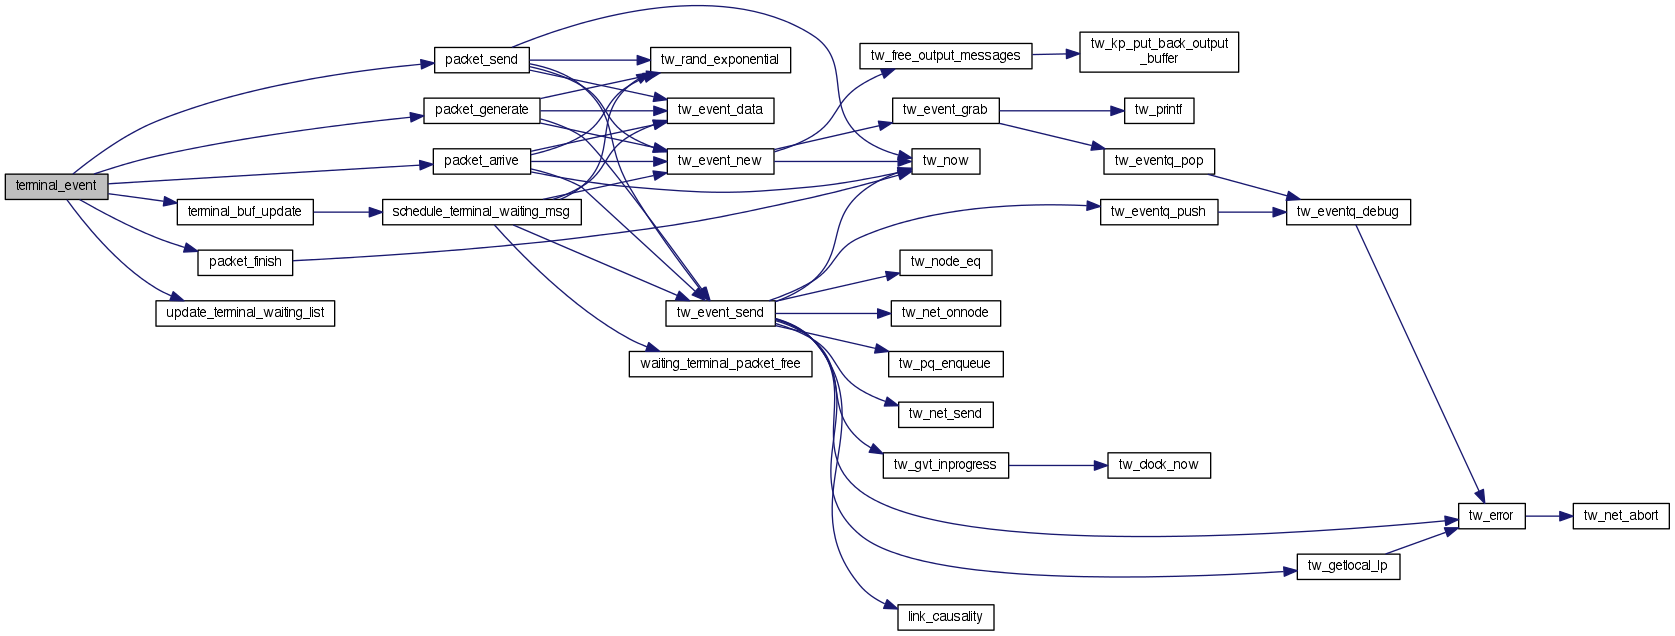 terminal_event
packet_send
packet_generate
packet_arrive
terminal_buf_update
packet_finish
update_terminal_waiting_list
schedule_terminal_waiting_msg
tw_rand_exponential
tw_event_data
tw_event_new
tw_event_send
waiting_terminal_packet_free
tw_free_output_messages
tw_event_grab
tw_now
tw_node_eq
tw_net_onnode
tw_pq_enqueue
tw_net_send
tw_gvt_inprogress
link_causality
tw_kp_put_back_output
_buffer
tw_printf
tw_eventq_pop
tw_eventq_push
tw_clock_now
tw_eventq_debug
tw_getlocal_lp
tw_error
tw_net_abort